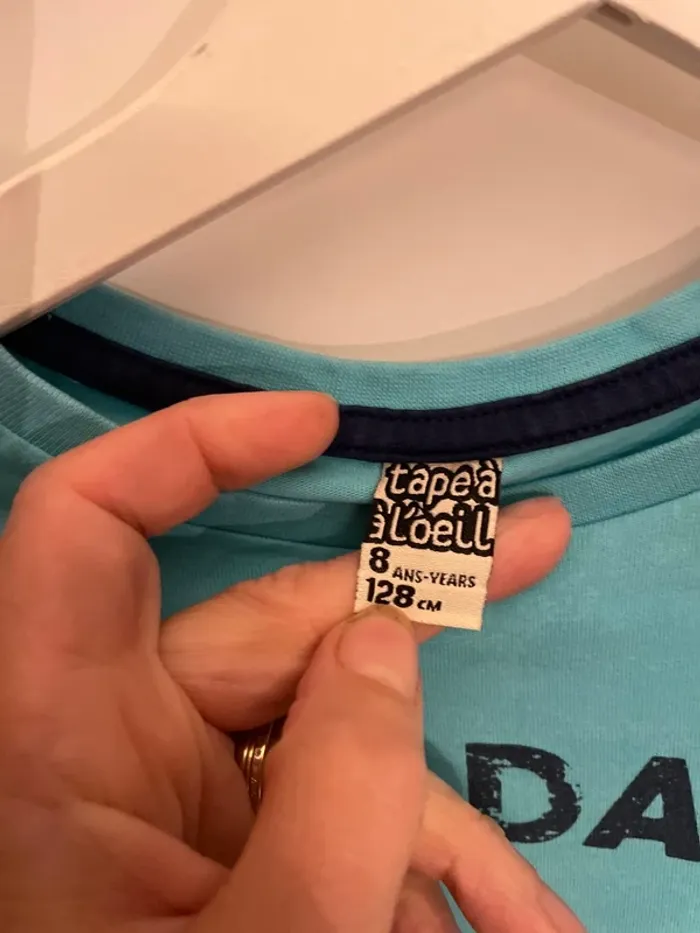 tape à
à l'oeil
8 ANS-YEARS
128 CM
DA